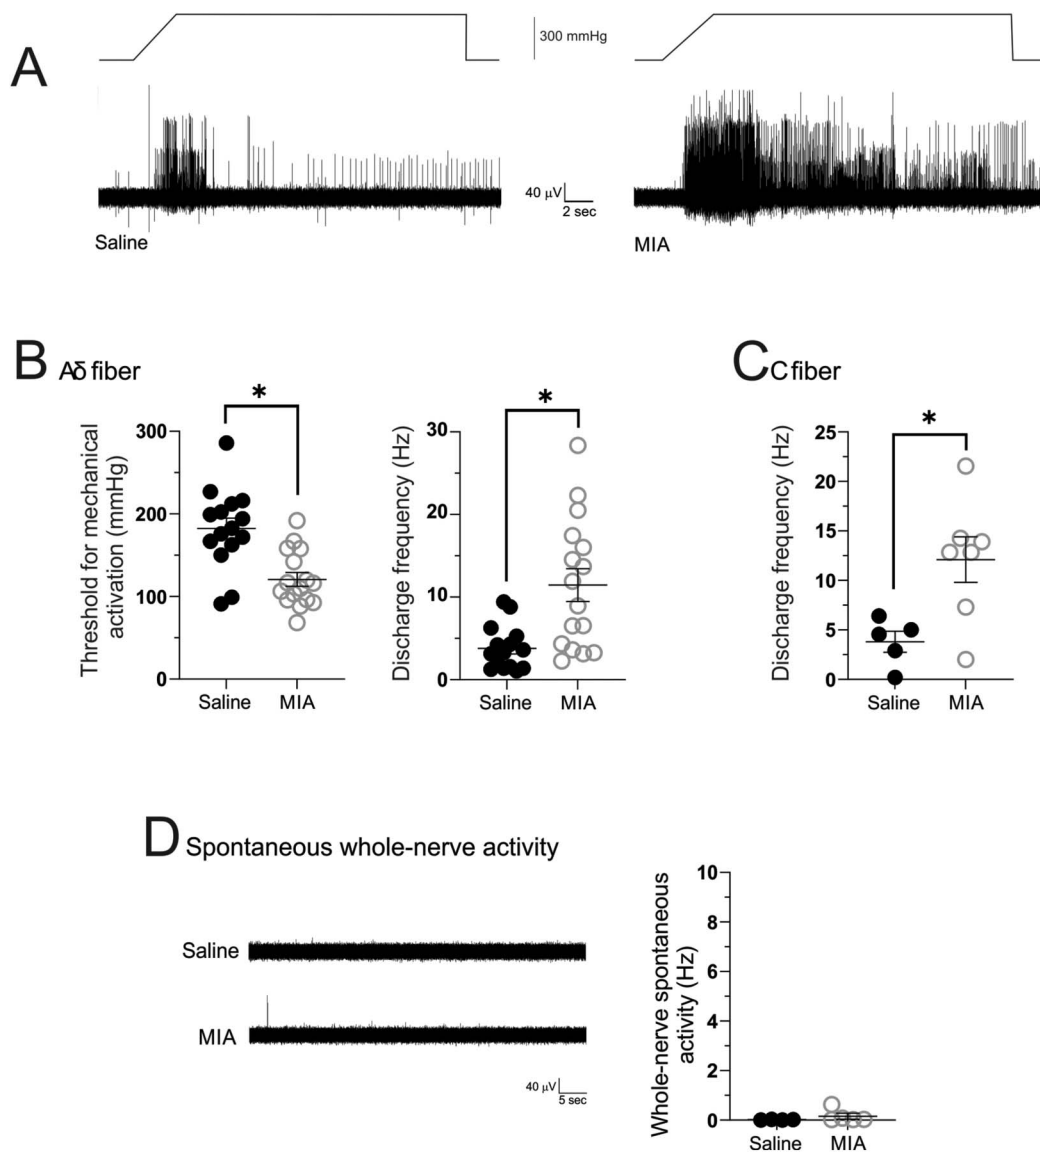 A
300 mmHg
40 μV
2 sec
Saline
MIA
B Aδ fiber
*
Threshold for mechanical
activation (mmHg)
300
200
100
0
Saline MIA
*
Discharge frequency (Hz)
30
20
10
0
Saline MIA
C C fiber
*
Discharge frequency (Hz)
25
20
15
10
5
0
Saline MIA
D Spontaneous whole-nerve activity
Saline
MIA
40 μV
5 sec
Whole-nerve spontaneous
activity (Hz)
10
8
6
4
2
0
Saline MIA